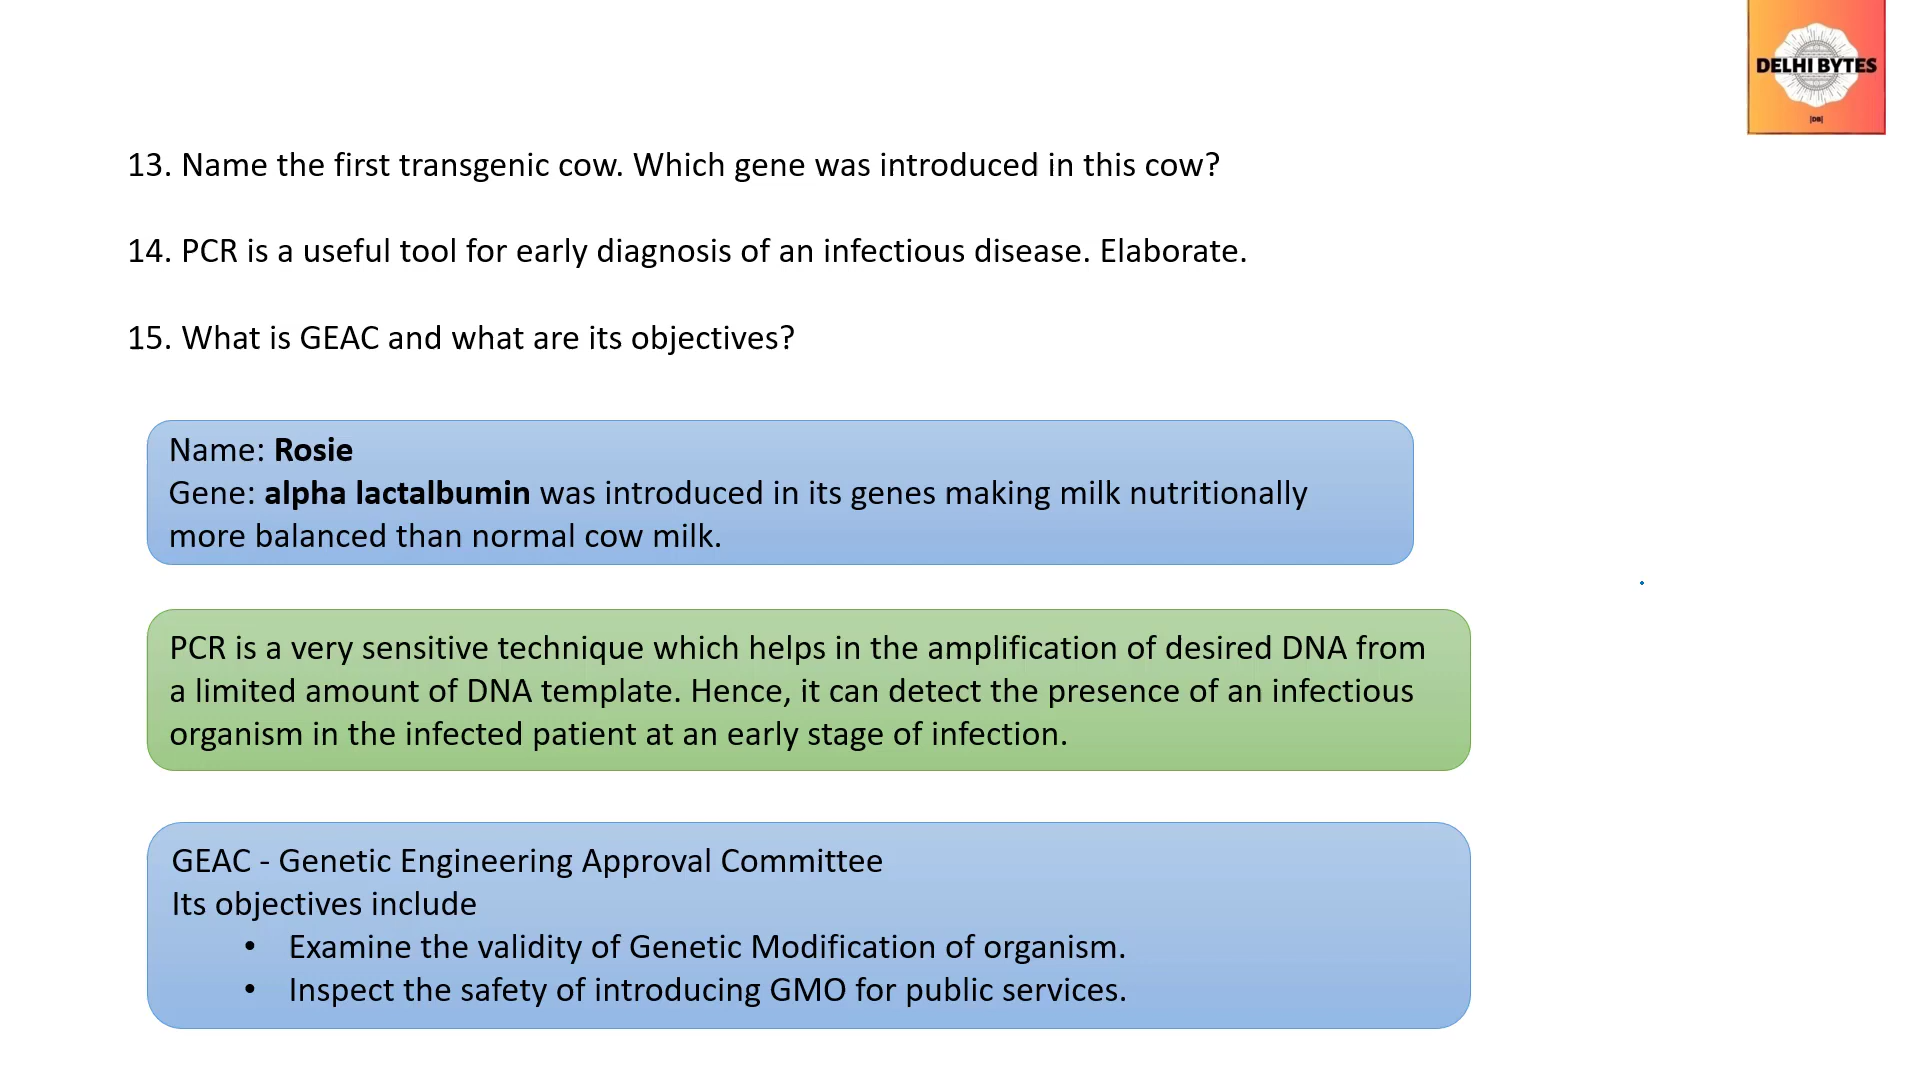 DELHI BYTES
|DB|
13. Name the first transgenic cow. Which gene was introduced in this cow?
14. PCR is a useful tool for early diagnosis of an infectious disease. Elaborate.
15. What is GEAC and what are its objectives?
Name: Rosie
Gene: alpha lactalbumin was introduced in its genes making milk nutritionally
more balanced than normal cow milk.
PCR is a very sensitive technique which helps in the amplification of desired DNA from
a limited amount of DNA template. Hence, it can detect the presence of an infectious
organism in the infected patient at an early stage of infection.
GEAC - Genetic Engineering Approval Committee
Its objectives include
• Examine the validity of Genetic Modification of organism.
• Inspect the safety of introducing GMO for public services.